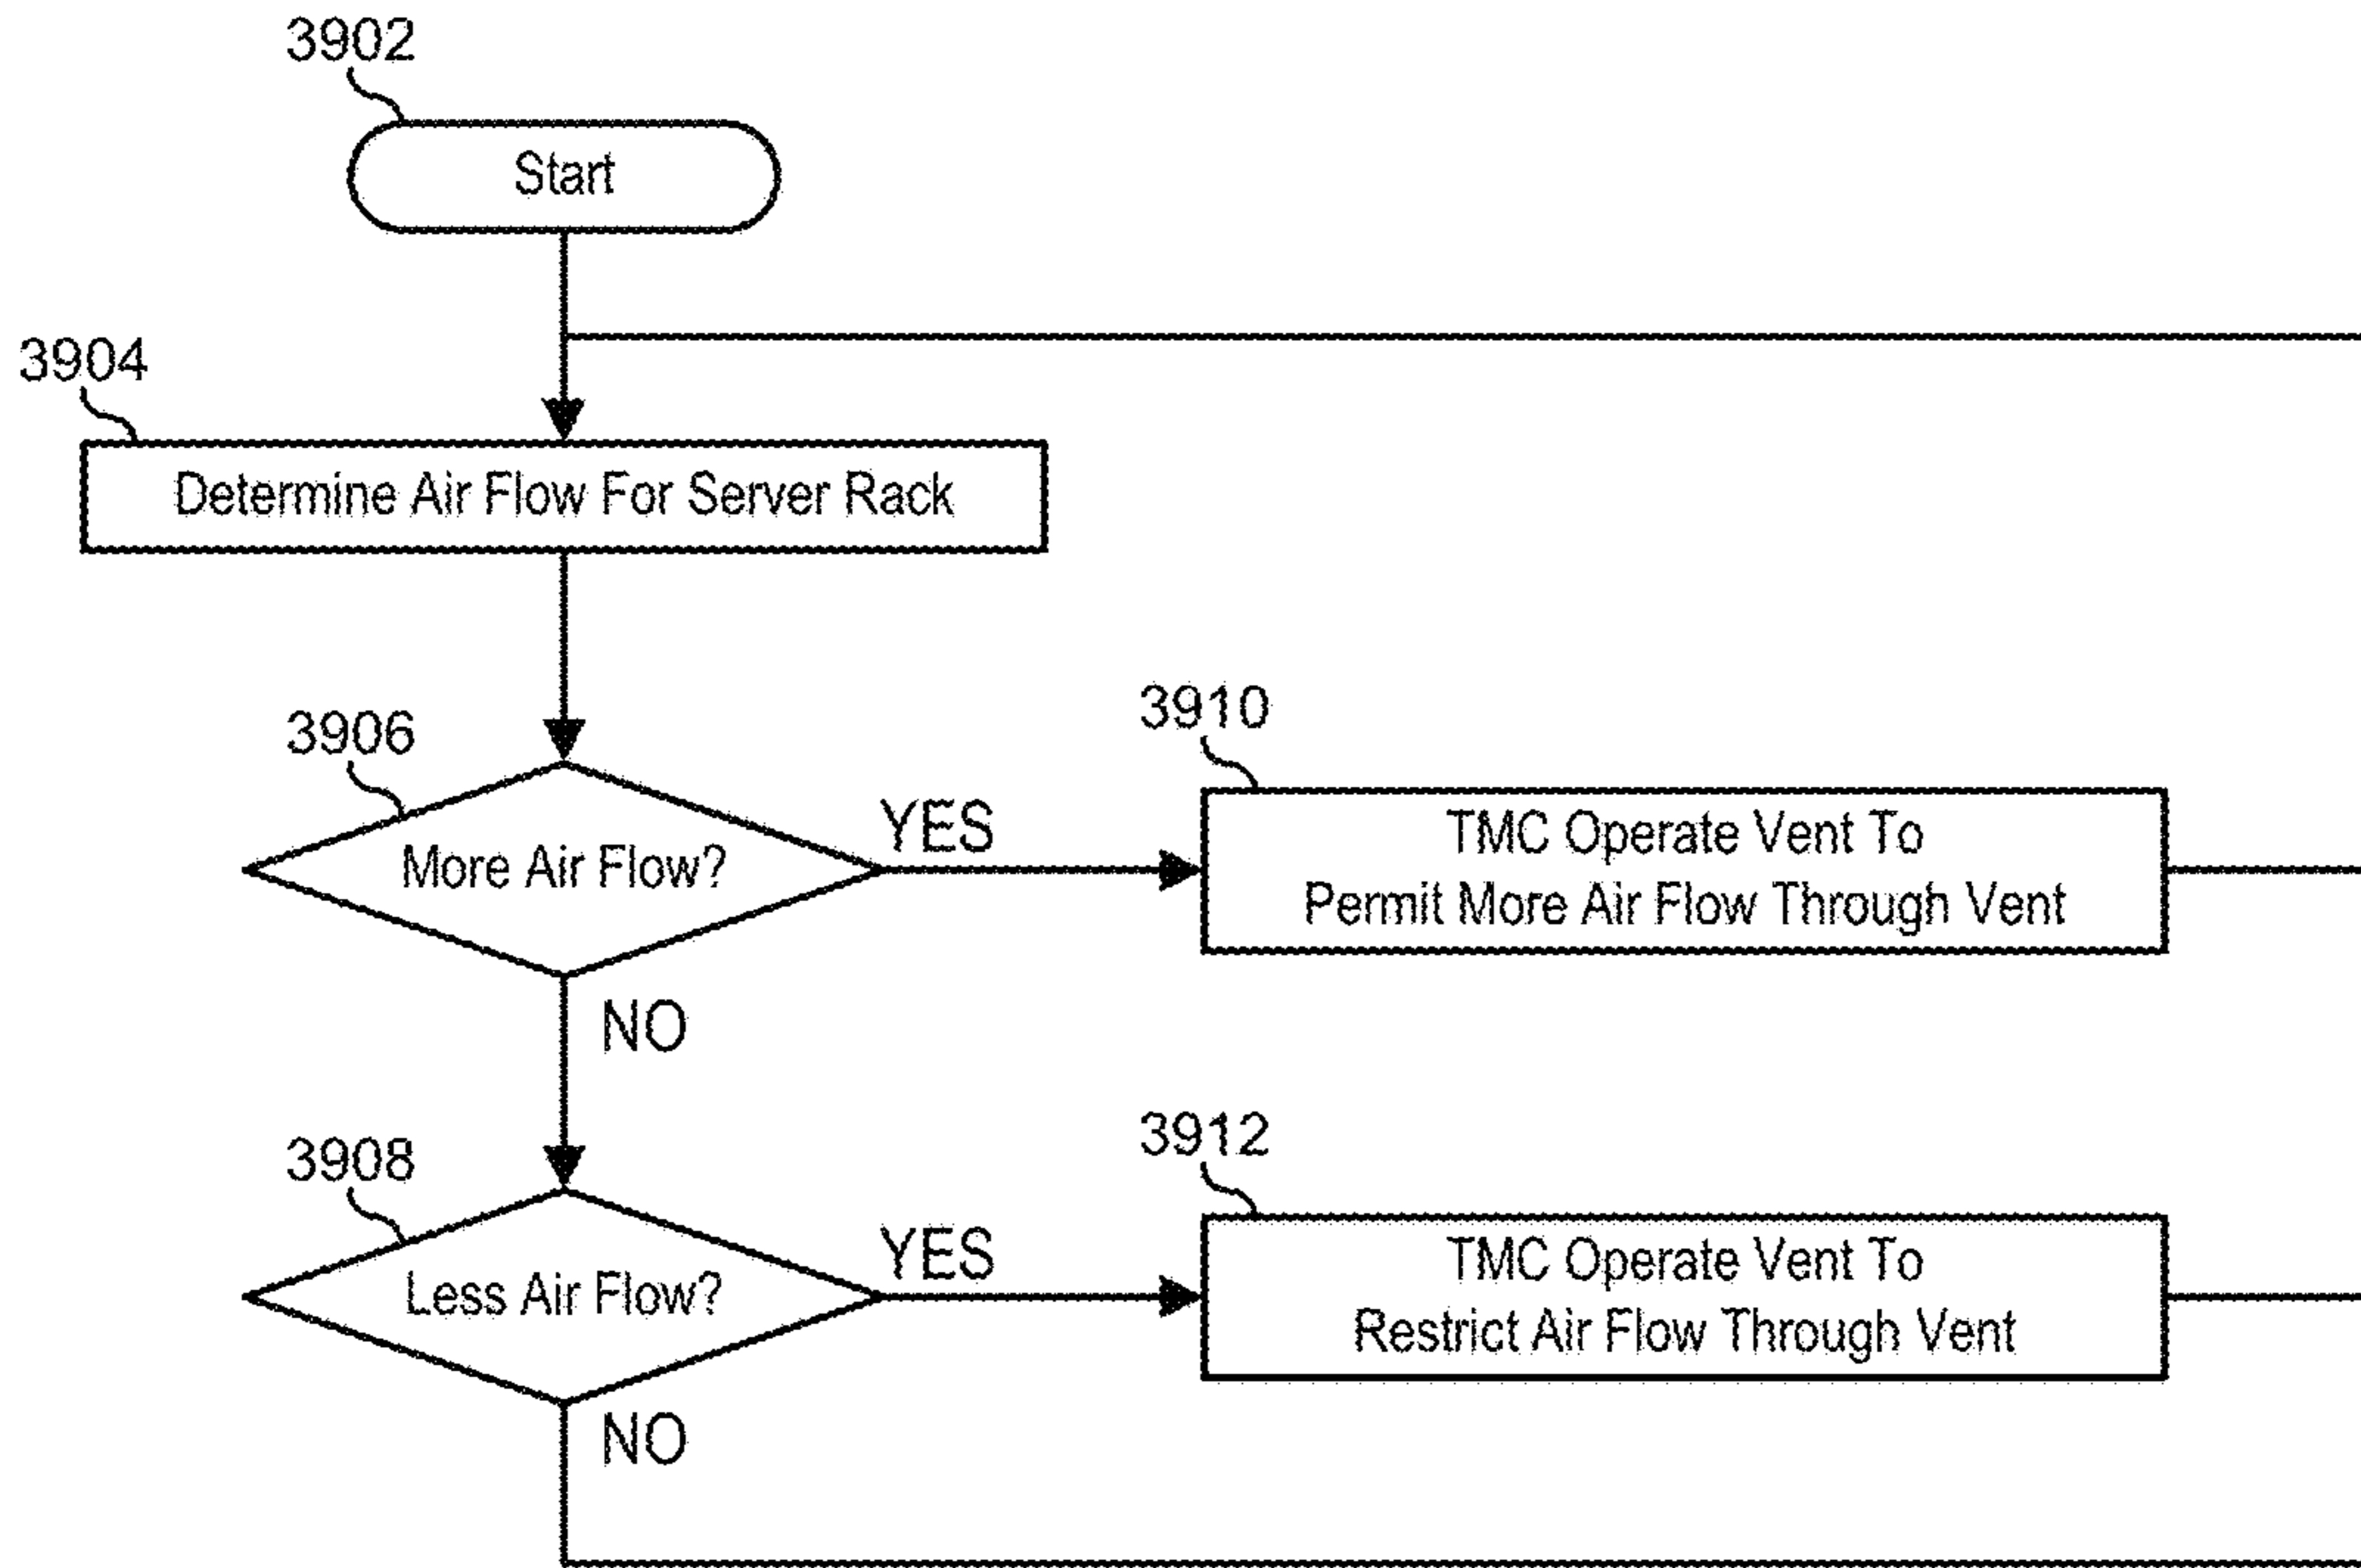 3902
Start
3904
Determine Air Flow For Server Rack
3906
More Air Flow?
YES
3910
TMC Operate Vent To
Permit More Air Flow Through Vent
NO
3908
Less Air Flow?
YES
3912
TMC Operate Vent To
Restrict Air Flow Through Vent
NO